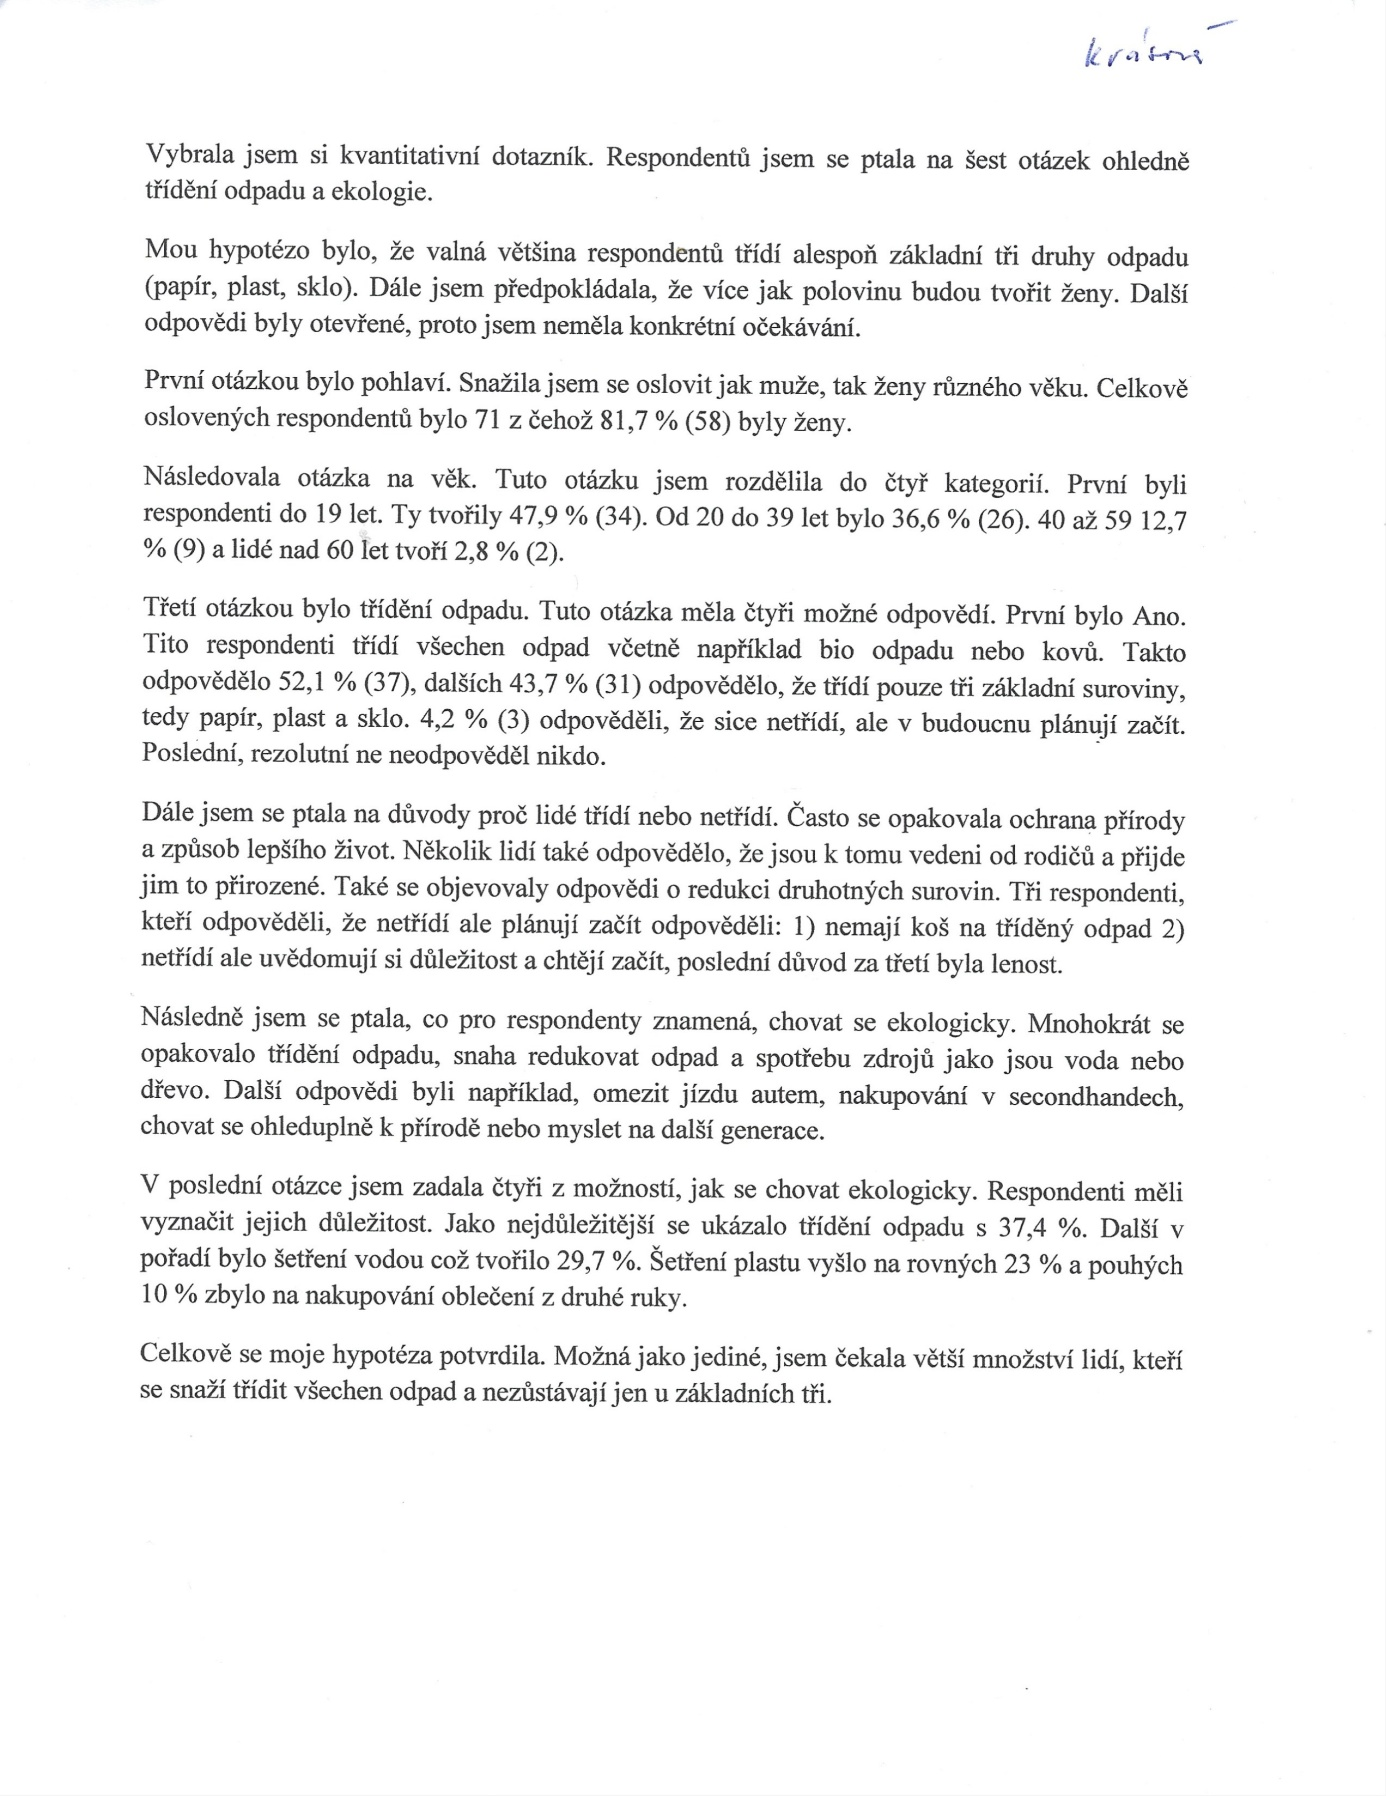 Krásná
Vybrala jsem si kvantitativní dotazník. Respondentů jsem se ptala na šest otázek ohledně
třídění odpadu a ekologie.
Mou hypotézo bylo, že valná většina respondentů třídí alespoň základní tři druhy odpadu
(papír, plast, sklo). Dále jsem předpokládala, že více jak polovinu budou tvořit ženy. Další
odpovědi byly otevřené, proto jsem neměla konkrétní očekávání.
První otázkou bylo pohlaví. Snažila jsem se oslovit jak muže, tak ženy různého věku. Celkově
oslovených respondentů bylo 71 z čehož 81,7 % (58) byly ženy.
Následovala otázka na věk. Tuto otázku jsem rozdělila do čtyř kategorií. První byli
respondenti do 19 let. Ty tvořily 47,9 % (34). Od 20 do 39 let bylo 36,6 % (26). 40 až 59 12,7
% (9) a lidé nad 60 let tvoří 2,8 % (2).
Třetí otázkou bylo třídění odpadu. Tuto otázka měla čtyři možné odpovědí. První bylo Ano.
Tito respondenti třídí všechen odpad včetně například bio odpadu nebo kovů. Takto
odpovědělo 52,1 % (37), dalších 43,7 % (31) odpovědělo, že třídí pouze tři základní suroviny,
tedy papír, plast a sklo. 4,2 % (3) odpověděli, že sice netřídí, ale v budoucnu plánují začít.
Poslední, rezolutní ne neodpověděl nikdo.
Dále jsem se ptala na důvody proč lidé třídí nebo netřídí. Často se opakovala ochrana přírody
a způsob lepšího život. Několik lidí také odpovědělo, že jsou k tomu vedeni od rodičů a přijde
jim to přirozené. Také se objevovaly odpovědi o redukci druhotných surovin. Tři respondenti,
kteří odpověděli, že netřídí ale plánují začít odpověděli: 1) nemají koš na tříděný odpad 2)
netřídí ale uvědomují si důležitost a chtějí začít, poslední důvod za třetí byla lenost.
Následně jsem se ptala, co pro respondenty znamená, chovat se ekologicky. Mnohokrát se
opakovalo třídění odpadu, snaha redukovat odpad a spotřebu zdrojů jako jsou voda nebo
dřevo. Další odpovědi byli například, omezit jízdu autem, nakupování v secondhandech,
chovat se ohleduplně k přírodě nebo myslet na další generace.
V poslední otázce jsem zadala čtyři z možností, jak se chovat ekologicky. Respondenti měli
vyznačit jejich důležitost. Jako nejdůležitější se ukázalo třídění odpadu s 37,4 %. Další v
pořadí bylo šetření vodou což tvořilo 29,7 %. Šetření plastu vyšlo na rovných 23 % a pouhých
10 % zbylo na nakupování oblečení z druhé ruky.
Celkově se moje hypotéza potvrdila. Možná jako jediné, jsem čekala větší množství lidí, kteří
se snaží třídit všechen odpad a nezůstávají jen u základních tři.